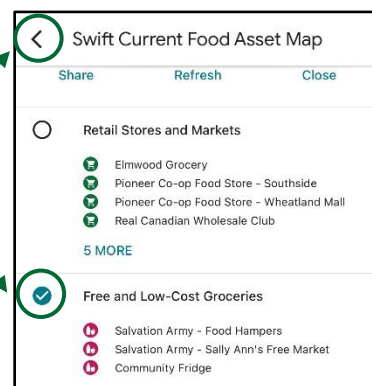 Swift Current Food Asset Map
Share Refresh Close
Retail Stores and Markets
Elmwood Grocery
Pioneer Co-op Food Store - Southside
Pioneer Co-op Food Store - Wheatland Mall
Real Canadian Wholesale Club
5 MORE
Free and Low-Cost Groceries
Salvation Army - Food Hampers
Salvation Army - Sally Ann's Free Market
Community Fridge